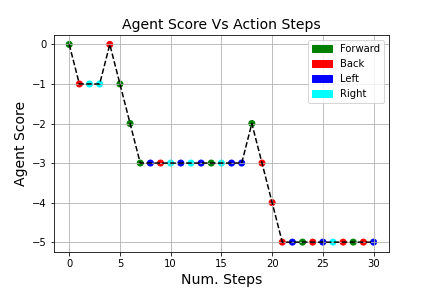 Agent Score Vs Action Steps
0
−1
−2
−3
−4
−5
Agent Score
Forward
Back
Left
Right
0 5 10 15 20 25 30
Num. Steps